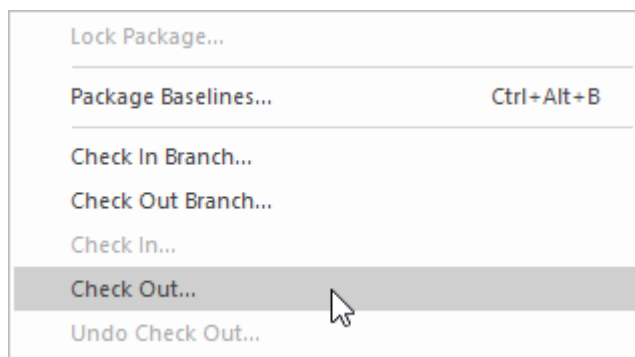 Lock Package...
Package Baselines... Ctrl+Alt+B
Check In Branch...
Check Out Branch...
Check In...
Check Out...
Undo Check Out...